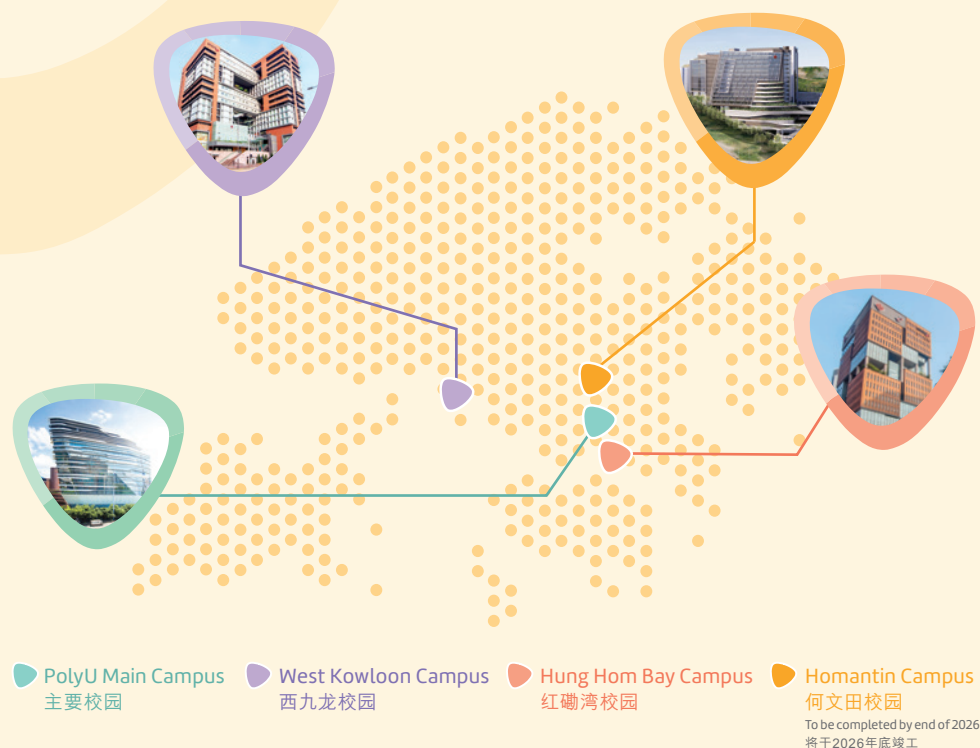 PolyU Main Campus
主要校园
West Kowloon Campus
西九龙校园
Hung Hom Bay Campus
红磡湾校园
Homantin Campus
何文田校园
To be completed by end of 2026
将于2026年底竣工